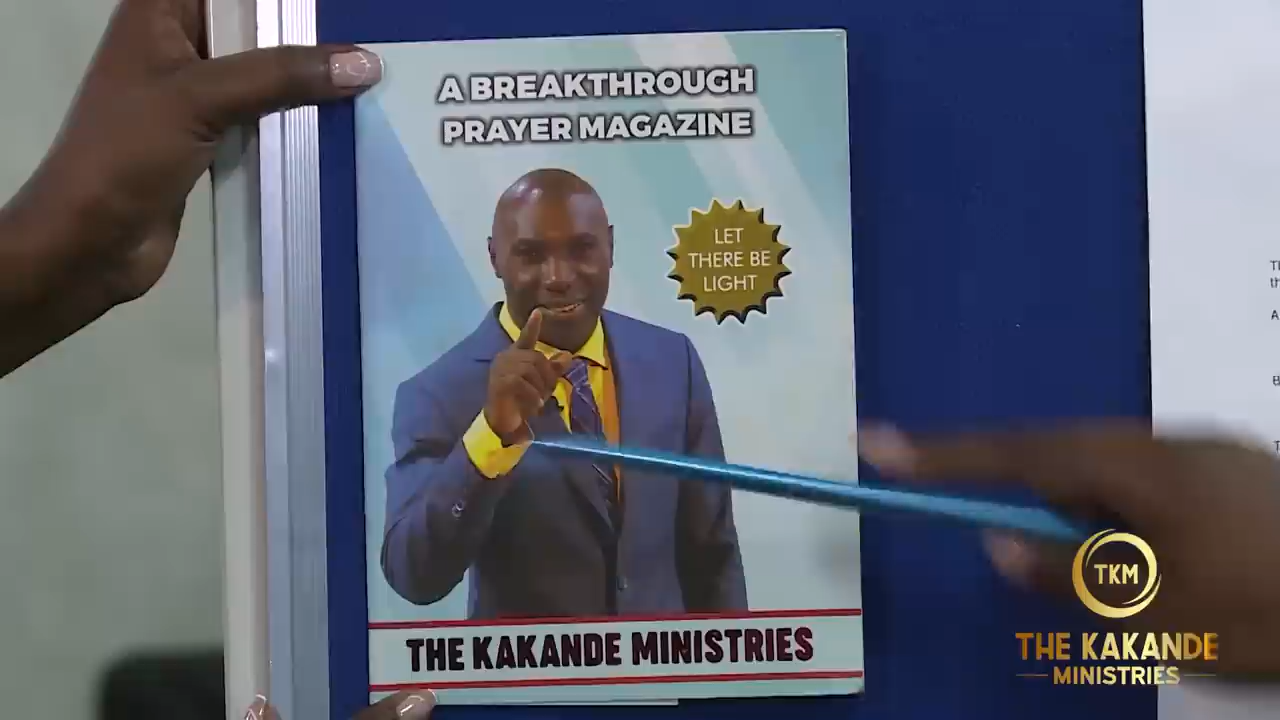 A BREAKTHROUGH
PRAYER MAGAZINE
LET
THERE BE
LIGHT
THE KAKANDE MINISTRIES
TKM
THE KAKANDE
MINISTRIES